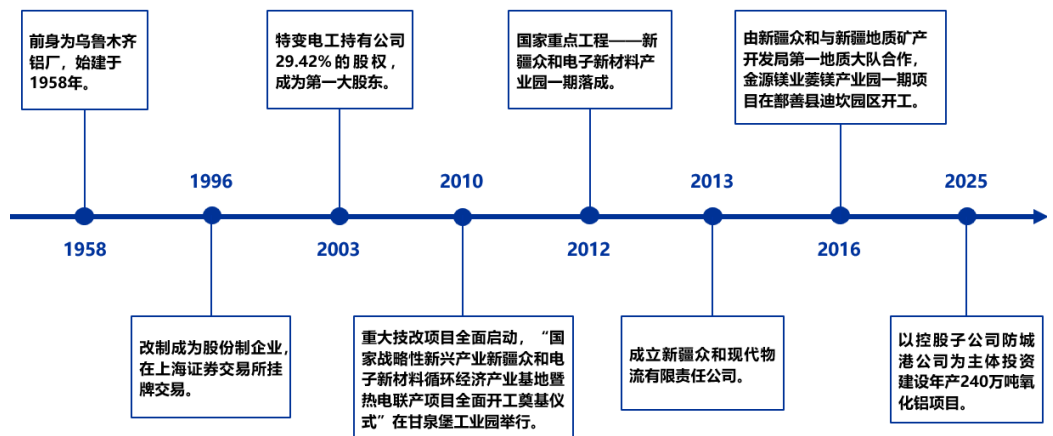 前身为乌鲁木齐
铝厂，始建于
1958年。
特变电工持有公司
29.42%的股权，
成为第一大股东。
国家重点工程——新
疆众和电子新材料产
业园一期落成。
由新疆众和与新疆地质矿产
开发局第一地质大队合作，
金源镁业菱镁产业园一期项
目在鄯善县迪坎园区开工。
1996
2010
2013
2025
1958
2003
2012
2016
改制成为股份制企业，
在上海证券交易所挂
牌交易。
重大技改项目全面启动，“国
家战略性新兴产业新疆众和电
子新材料循环经济产业基地暨
热电联产项目全面开工奠基仪
式”在甘泉堡工业园举行。
成立新疆众和现代物
流有限责任公司。
以控股子公司防城
港公司为主体投资
建设年产240万吨氧
化铝项目。